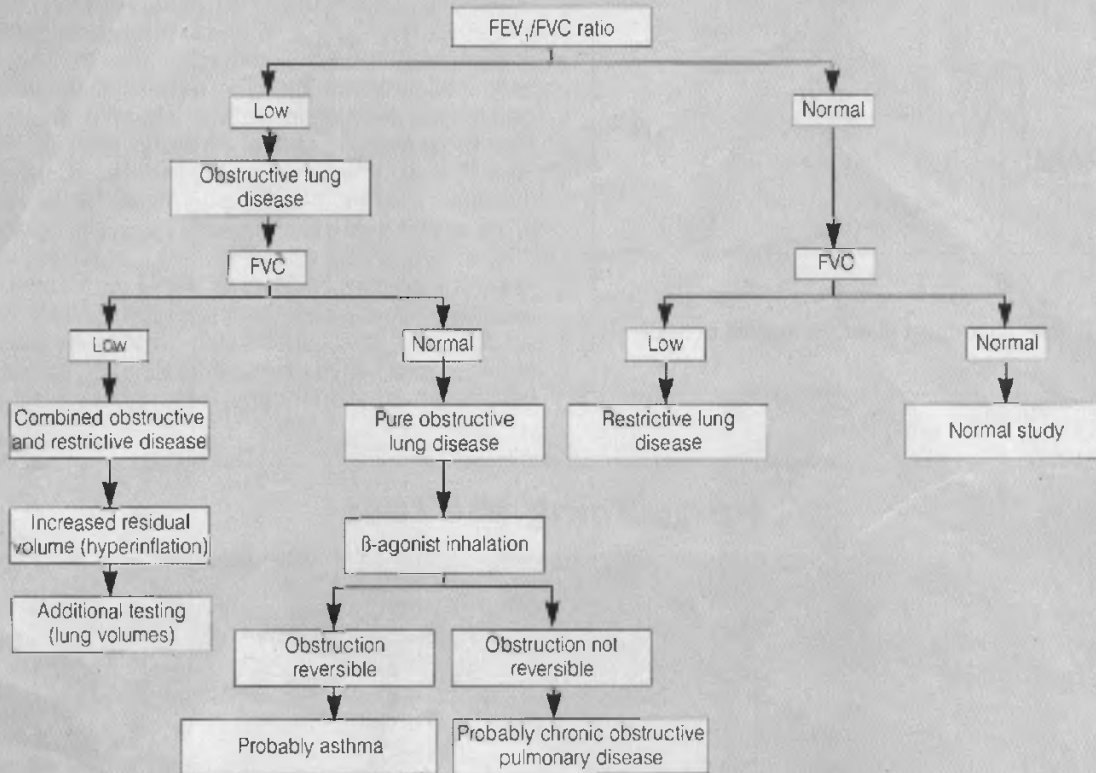 FEV₁/FVC ratio
Low
Normal
Obstructive lung
disease
FVC
FVC
Low
Normal
Low
Normal
Combined obstructive
and restrictive disease
Pure obstructive
lung disease
Restrictive lung
disease
Normal study
Increased residual
volume (hyperinflation)
ß-agonist inhalation
Additional testing
(lung volumes)
Obstruction
reversible
Obstruction not
reversible
Probably asthma
Probably chronic obstructive
pulmonary disease